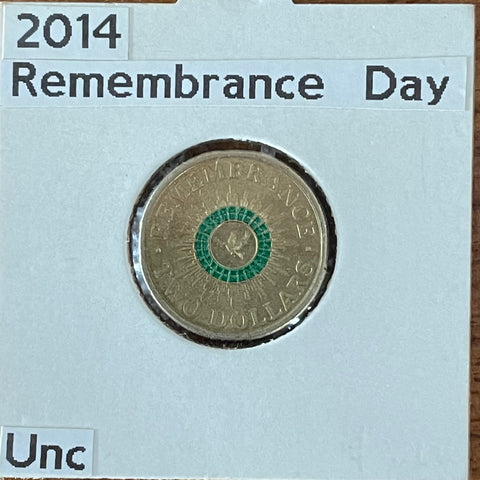 2014
Remembrance Day
REMEMBRANCE
TWO DOLLARS
Unc